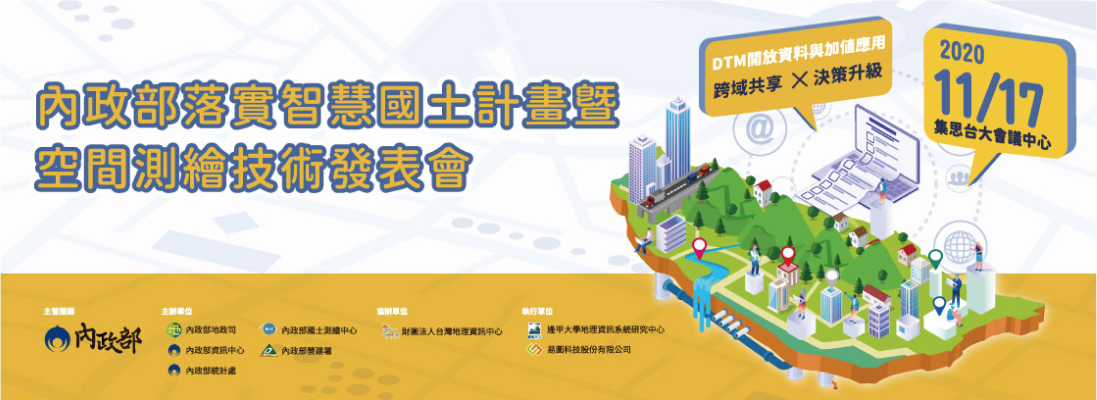 內政部落實智慧國土計畫暨
空間測繪技術發表會
DTM開放資料與加值應用
跨域共享 ╳ 決策升級
2020
11/17
集思台大會議中心
@
主管機關
內政部
主辦單位
內政部地政司
內政部國土測繪中心
內政部資訊中心
內政部營建署
內政部統計處
協辦單位
財團法人台灣地理資訊中心
執行單位
逢甲大學地理資訊系統研究中心
易圖科技股份有限公司